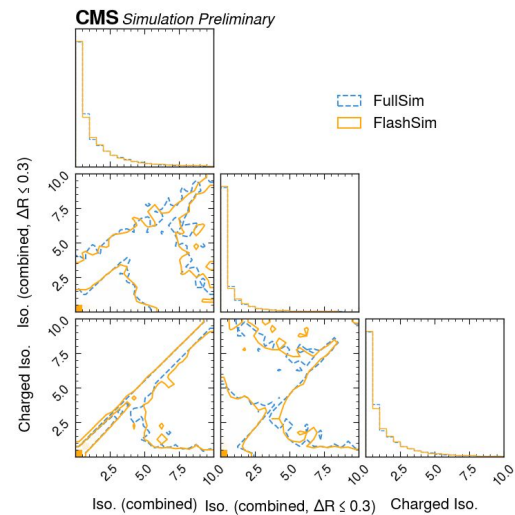 CMS Simulation Preliminary
FullSim
FlashSim
Iso. (combined, ΔR ≤ 0.3)
10.0
7.5
5.0
2.5
Charged Iso.
10.0
7.5
5.0
2.5
2.5 5.0 7.5 10.0 2.5 5.0 7.5 10.0 2.5 5.0 7.5 10.0
Iso. (combined) Iso. (combined, ΔR ≤ 0.3) Charged Iso.